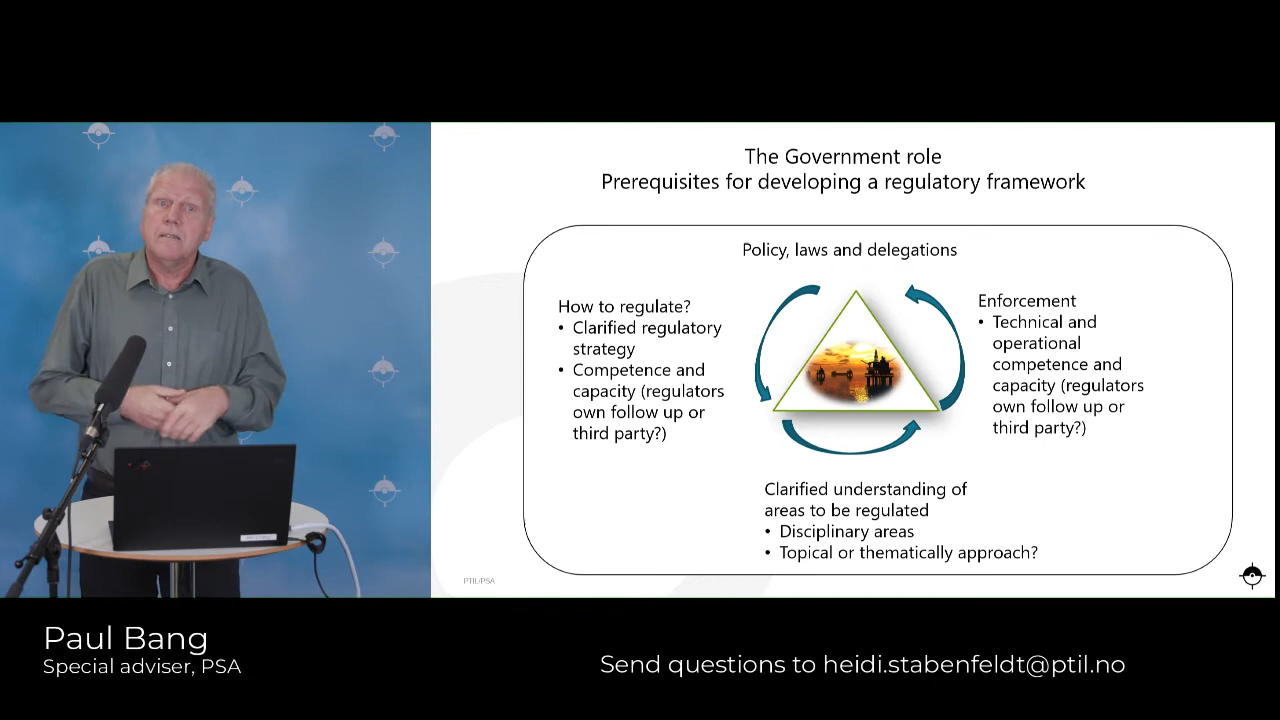 The Government role
Prerequisites for developing a regulatory framework
Policy, laws and delegations
How to regulate?
• Clarified regulatory
strategy
• Competence and
capacity (regulators
own follow up or
third party?)
Enforcement
• Technical and
operational
competence and
capacity (regulators
own follow up or
third party?)
Clarified understanding of
areas to be regulated
• Disciplinary areas
• Topical or thematically approach?
PTIL/PSA
Paul Bang
Special adviser, PSA
Send questions to heidi.stabenfeldt@ptil.no